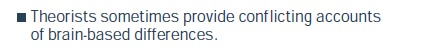 ■ Theorists sometimes provide conflicting accounts
of brain-based differences.